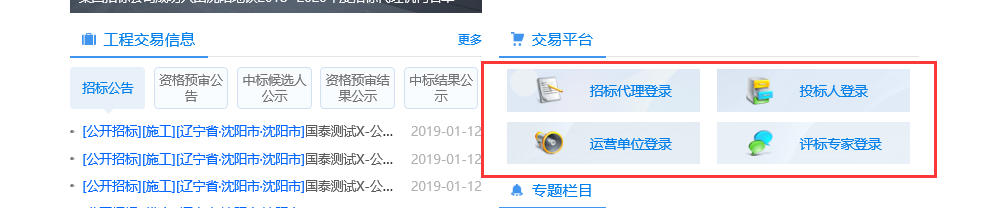 工程交易信息 更多
招标公告
资格预审公告
中标候选人公示
资格预审结果公示
中标结果公示
[公开招标][施工][辽宁省·沈阳市·沈阳市]国泰测试X-公... 2019-01-12
[公开招标][施工][辽宁省·沈阳市·沈阳市]国泰测试X-公... 2019-01-12
[公开招标][施工][辽宁省·沈阳市·沈阳市]国泰测试X-公... 2019-01-12
交易平台
招标代理登录 投标人登录
运营单位登录 评标专家登录
专题栏目